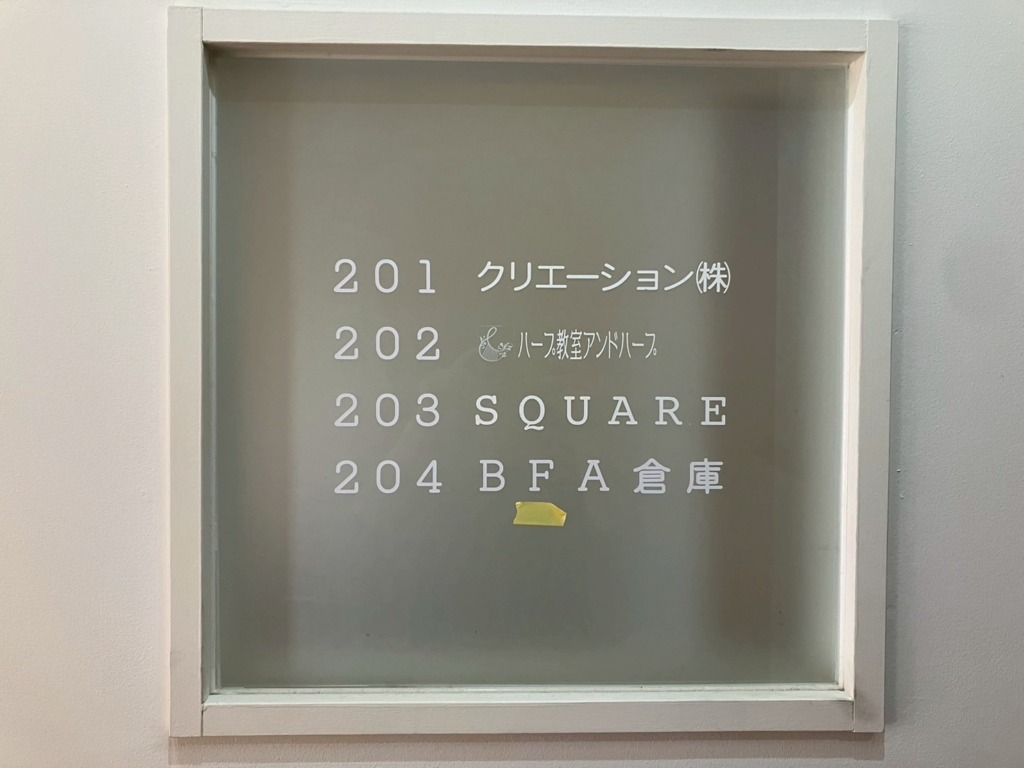 201 クリエーション㈱
202 ハープ教室アンドハープ
203 SQUARE
204 BFA倉庫